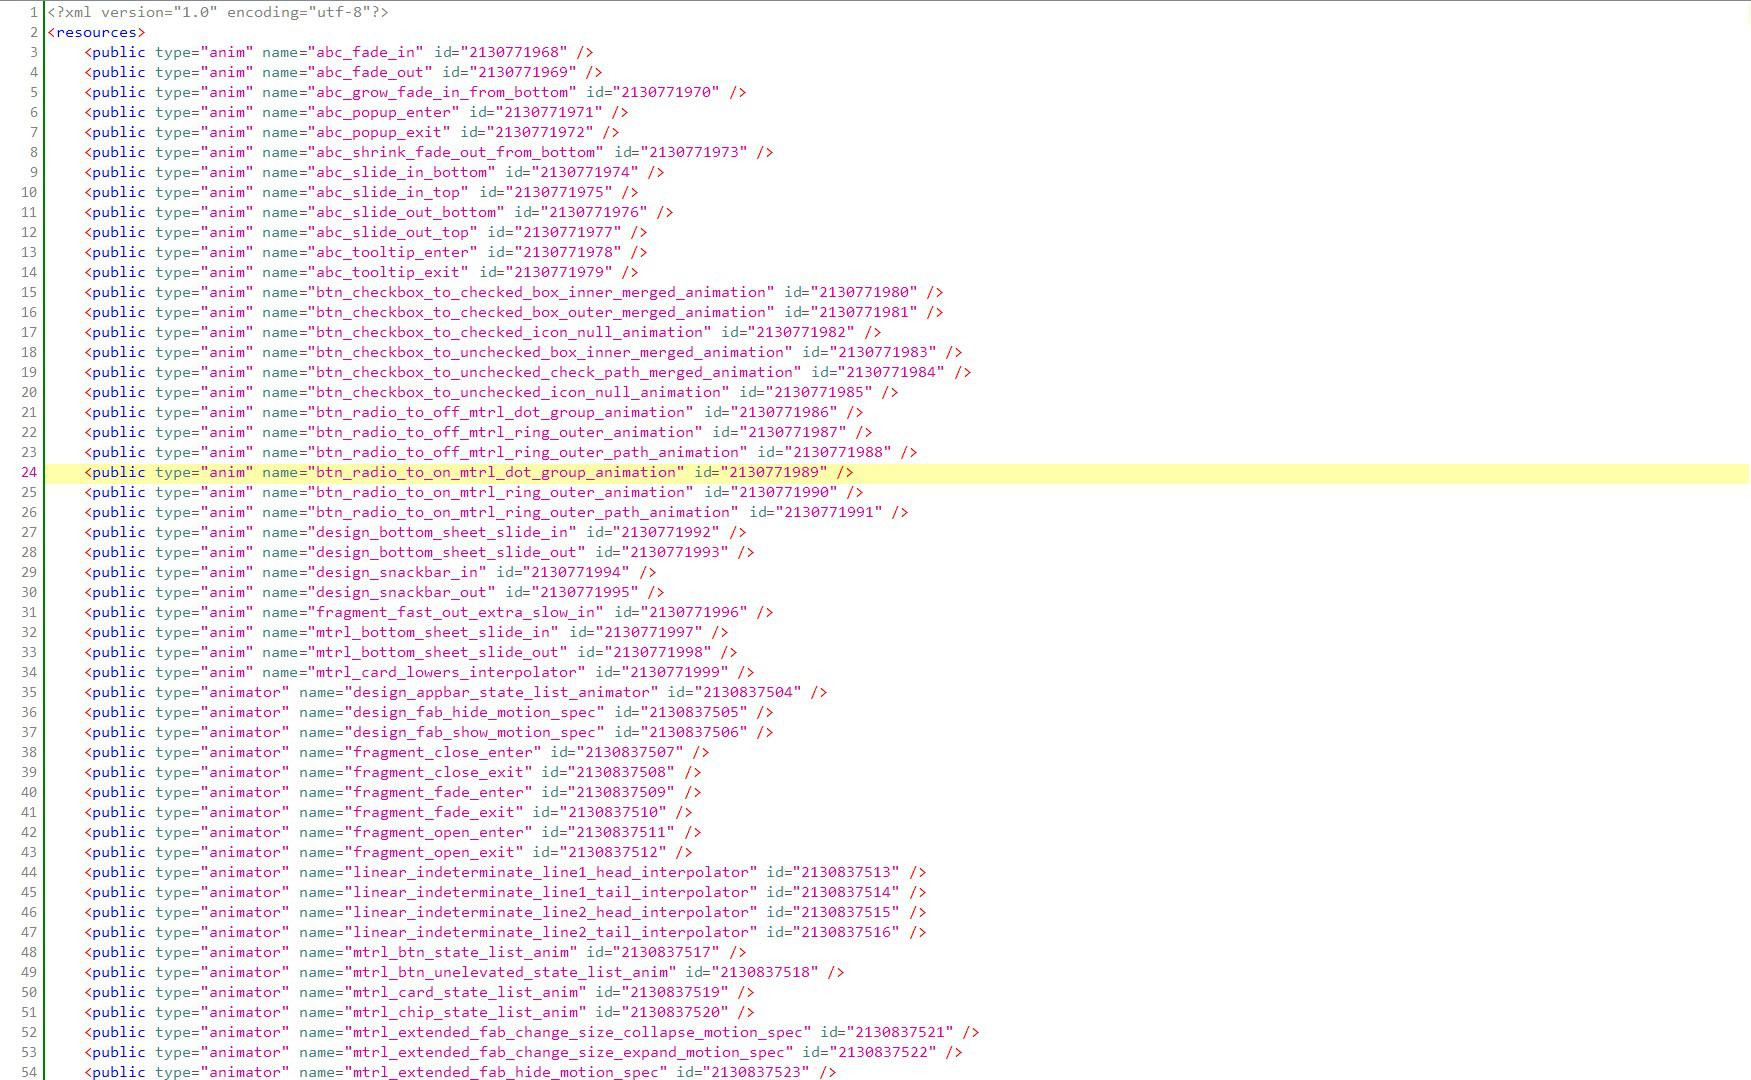 1 <?xml version="1.0" encoding="utf-8"?>
2 <resources>
3 <public type="anim" name="abc_fade_in" id="2130771968" />
4 <public type="anim" name="abc_fade_out" id="2130771969" />
5 <public type="anim" name="abc_grow_fade_in_from_bottom" id="2130771970" />
6 <public type="anim" name="abc_popup_enter" id="2130771971" />
7 <public type="anim" name="abc_popup_exit" id="2130771972" />
8 <public type="anim" name="abc_shrink_fade_out_from_bottom" id="2130771973" />
9 <public type="anim" name="abc_slide_in_bottom" id="2130771974" />
10 <public type="anim" name="abc_slide_in_top" id="2130771975" />
11 <public type="anim" name="abc_slide_out_bottom" id="2130771976" />
12 <public type="anim" name="abc_slide_out_top" id="2130771977" />
13 <public type="anim" name="abc_tooltip_enter" id="2130771978" />
14 <public type="anim" name="abc_tooltip_exit" id="2130771979" />
15 <public type="anim" name="btn_checkbox_to_checked_box_inner_merged_animation" id="2130771980" />
16 <public type="anim" name="btn_checkbox_to_checked_box_outer_merged_animation" id="2130771981" />
17 <public type="anim" name="btn_checkbox_to_checked_icon_null_animation" id="2130771982" />
18 <public type="anim" name="btn_checkbox_to_unchecked_box_inner_merged_animation" id="2130771983" />
19 <public type="anim" name="btn_checkbox_to_unchecked_check_path_merged_animation" id="2130771984" />
20 <public type="anim" name="btn_checkbox_to_unchecked_icon_null_animation" id="2130771985" />
21 <public type="anim" name="btn_radio_to_off_mtrl_dot_group_animation" id="2130771986" />
22 <public type="anim" name="btn_radio_to_off_mtrl_ring_outer_animation" id="2130771987" />
23 <public type="anim" name="btn_radio_to_off_mtrl_ring_outer_path_animation" id="2130771988" />
24 <public type="anim" name="btn_radio_to_on_mtrl_dot_group_animation" id="2130771989" />
25 <public type="anim" name="btn_radio_to_on_mtrl_ring_outer_animation" id="2130771990" />
26 <public type="anim" name="btn_radio_to_on_mtrl_ring_outer_path_animation" id="2130771991" />
27 <public type="anim" name="design_bottom_sheet_slide_in" id="2130771992" />
28 <public type="anim" name="design_bottom_sheet_slide_out" id="2130771993" />
29 <public type="anim" name="design_snackbar_in" id="2130771994" />
30 <public type="anim" name="design_snackbar_out" id="2130771995" />
31 <public type="anim" name="fragment_fast_out_extra_slow_in" id="2130771996" />
32 <public type="anim" name="mtrl_bottom_sheet_slide_in" id="2130771997" />
33 <public type="anim" name="mtrl_bottom_sheet_slide_out" id="2130771998" />
34 <public type="anim" name="mtrl_card_lowers_interpolator" id="2130771999" />
35 <public type="animator" name="design_appbar_state_list_animator" id="2130837504" />
36 <public type="animator" name="design_fab_hide_motion_spec" id="2130837505" />
37 <public type="animator" name="design_fab_show_motion_spec" id="2130837506" />
38 <public type="animator" name="fragment_close_enter" id="2130837507" />
39 <public type="animator" name="fragment_close_exit" id="2130837508" />
40 <public type="animator" name="fragment_fade_enter" id="2130837509" />
41 <public type="animator" name="fragment_fade_exit" id="2130837510" />
42 <public type="animator" name="fragment_open_enter" id="2130837511" />
43 <public type="animator" name="fragment_open_exit" id="2130837512" />
44 <public type="animator" name="linear_indeterminate_line1_head_interpolator" id="2130837513" />
45 <public type="animator" name="linear_indeterminate_line1_tail_interpolator" id="2130837514" />
46 <public type="animator" name="linear_indeterminate_line2_head_interpolator" id="2130837515" />
47 <public type="animator" name="linear_indeterminate_line2_tail_interpolator" id="2130837516" />
48 <public type="animator" name="mtrl_btn_state_list_anim" id="2130837517" />
49 <public type="animator" name="mtrl_btn_unelevated_state_list_anim" id="2130837518" />
50 <public type="animator" name="mtrl_card_state_list_anim" id="2130837519" />
51 <public type="animator" name="mtrl_chip_state_list_anim" id="2130837520" />
52 <public type="animator" name="mtrl_extended_fab_change_size_collapse_motion_spec" id="2130837521" />
53 <public type="animator" name="mtrl_extended_fab_change_size_expand_motion_spec" id="2130837522" />
54 <public type="animator" name="mtrl_extended_fab_hide_motion_spec" id="2130837523" />